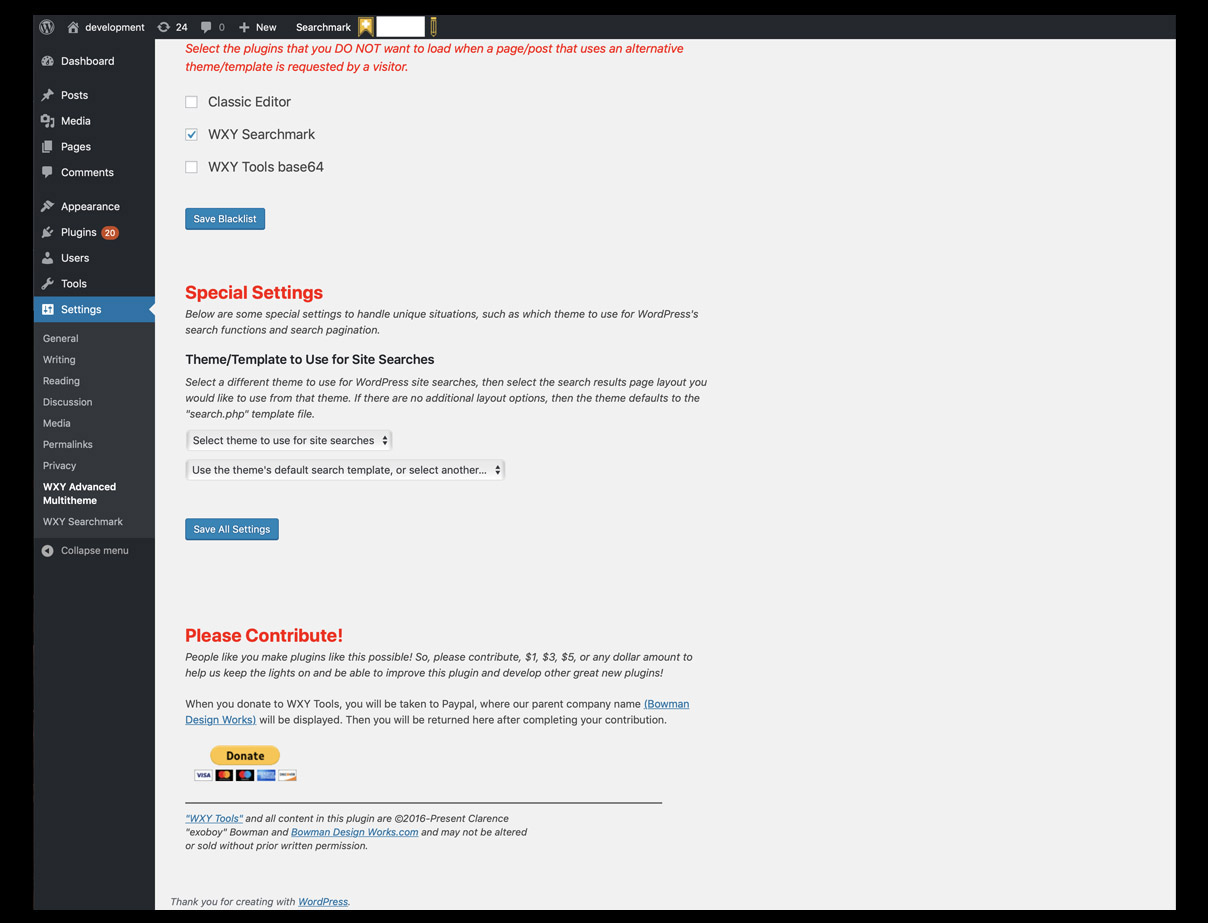 development 24 0 New Searchmark
Dashboard
Posts
Media
Pages
Comments
Appearance
Plugins 20
Users
Tools
Settings
General
Writing
Reading
Discussion
Media
Permalinks
Privacy
WXY Advanced
Multitheme
WXY Searchmark
Collapse menu
Select the plugins that you DO NOT want to load when a page/post that uses an alternative
theme/template is requested by a visitor.
Classic Editor
WXY Searchmark
WXY Tools base64
Save Blacklist
Special Settings
Below are some special settings to handle unique situations, such as which theme to use for WordPress's
search functions and search pagination.
Theme/Template to Use for Site Searches
Select a different theme to use for WordPress site searches, then select the search results page layout you
would like to use from that theme. If there are no additional layout options, then the theme defaults to the
"search.php" template file.
Select theme to use for site searches
Use the theme's default search template, or select another...
Save All Settings
Please Contribute!
People like you make plugins like this possible! So, please contribute, $1, $3, $5, or any dollar amount to
help us keep the lights on and be able to improve this plugin and develop other great new plugins!
When you donate to WXY Tools, you will be taken to Paypal, where our parent company name (Bowman
Design Works) will be displayed. Then you will be returned here after completing your contribution.
Donate
VISA DISCOVER
"WXY Tools" and all content in this plugin are ©2016-Present Clarence
"exoboy" Bowman and Bowman Design Works.com and may not be altered
or sold without prior written permission.
Thank you for creating with WordPress.